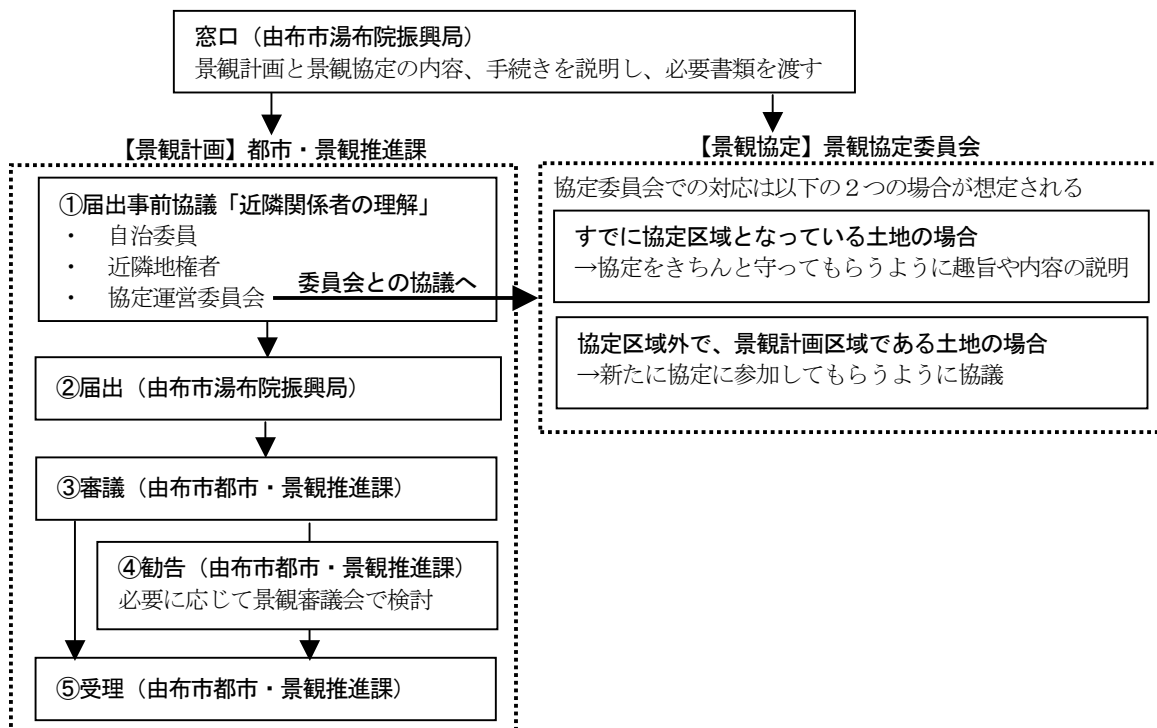 窓口（由布市湯布院振興局）
景観計画と景観協定の内容、手続きを説明し、必要書類を渡す
【景観計画】都市・景観推進課
①届出事前協議「近隣関係者の理解」
・ 自治委員
・ 近隣地権者
・ 協定運営委員会
委員会との協議へ
②届出（由布市湯布院振興局）
③審議（由布市都市・景観推進課）
④勧告（由布市都市・景観推進課）
必要に応じて景観審議会で検討
⑤受理（由布市都市・景観推進課）
【景観協定】景観協定委員会
協定委員会での対応は以下の２つの場合が想定される
すでに協定区域となっている土地の場合
→協定をきちんと守ってもらうように趣旨や内容の説明
協定区域外で、景観計画区域である土地の場合
→新たに協定に参加してもらうように協議